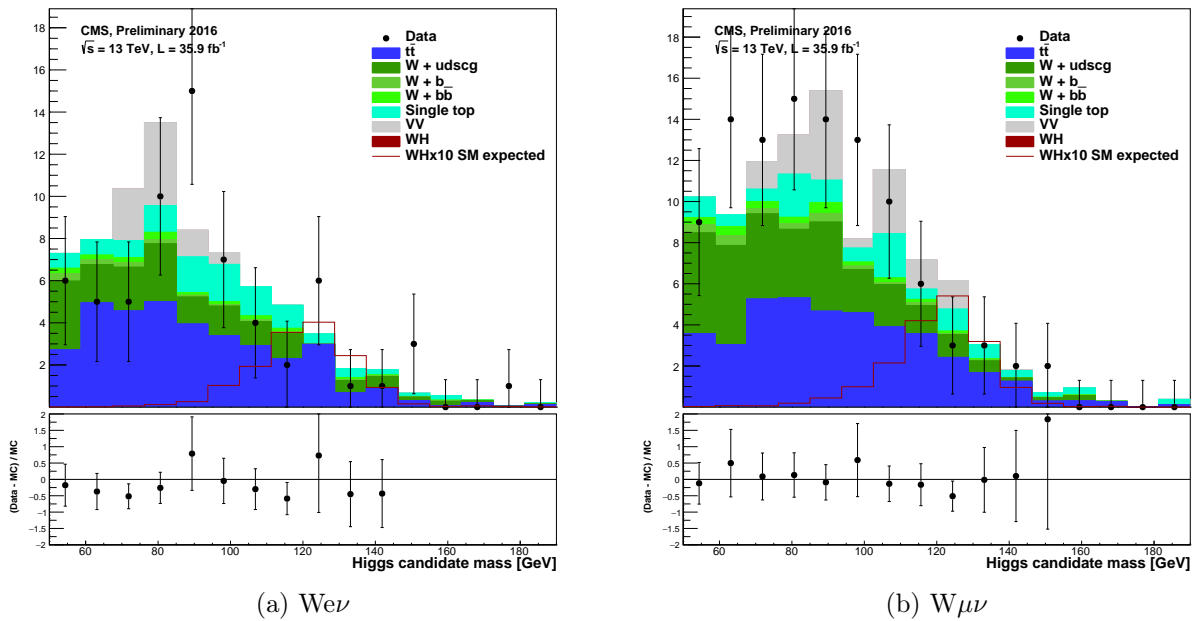 CMS, Preliminary 2016
√s = 13 TeV, L = 35.9 fb⁻¹
Data
tt̄
W + udscg
W + b_
W + bb̄
Single top
VV
WH
WHx10 SM expected
18
16
14
12
10
8
6
4
2
(Data - MC) / MC
2
1.5
1
0.5
0
−0.5
−1
−1.5
−2
60 80 100 120 140 160 180
Higgs candidate mass [GeV]
(a) Weν
CMS, Preliminary 2016
√s = 13 TeV, L = 35.9 fb⁻¹
Data
tt̄
W + udscg
W + b_
W + bb̄
Single top
VV
WH
WHx10 SM expected
18
16
14
12
10
8
6
4
2
(Data - MC) / MC
2
1.5
1
0.5
0
−0.5
−1
−1.5
−2
60 80 100 120 140 160 180
Higgs candidate mass [GeV]
(b) Wμν